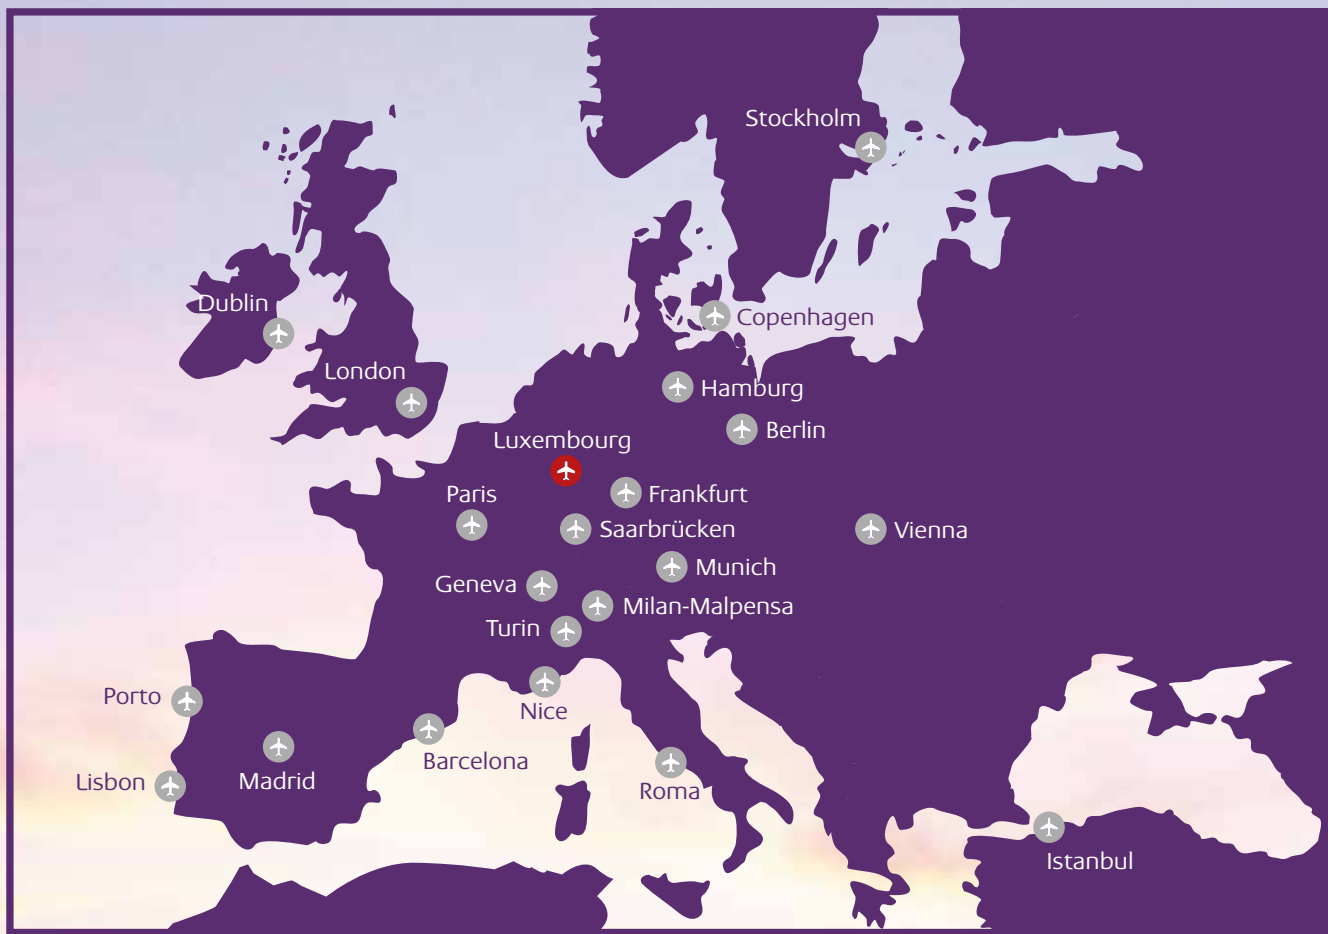 Stockholm
Dublin
Copenhagen
London
Hamburg
Berlin
Luxembourg
Paris
Frankfurt
Saarbrücken
Vienna
Munich
Geneva
Milan-Malpensa
Turin
Porto
Nice
Barcelona
Lisbon
Madrid
Roma
Istanbul